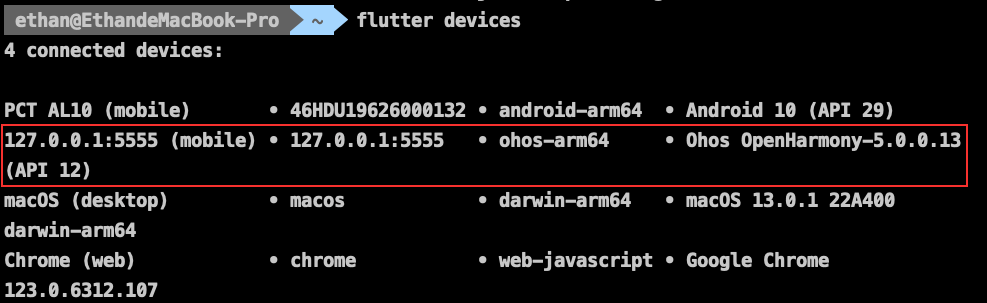 ethan@EthandeMacBook-Pro ~ flutter devices
4 connected devices:
PCT AL10 (mobile) • 46HDU19626000132 • android-arm64 • Android 10 (API 29)
127.0.0.1:5555 (mobile) • 127.0.0.1:5555 • ohos-arm64 • Ohos OpenHarmony-5.0.0.13
(API 12)
macOS (desktop) • macos • darwin-arm64 • macOS 13.0.1 22A400
darwin-arm64
Chrome (web) • chrome • web-javascript • Google Chrome
123.0.6312.107